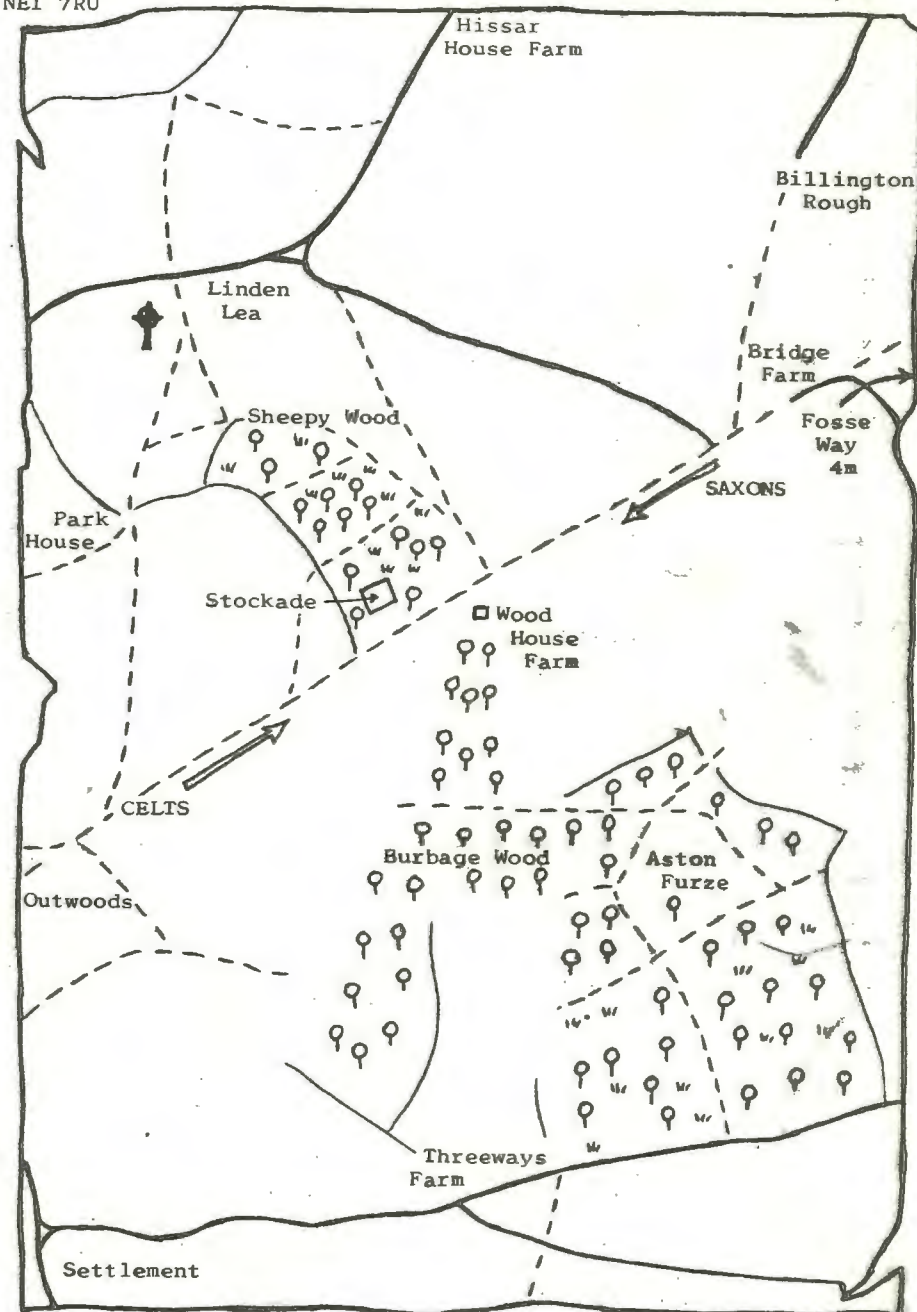 NE1 7RU
Hissar
House Farm
Billington
Rough
Linden
Lea
Bridge
Farm
Fosse
Way
4m
Sheepy Wood
SAXONS
Park
House
Stockade
Wood
House
Farm
CELTS
Burbage Wood
Aston
Furze
Outwoods
Threeways
Farm
Settlement